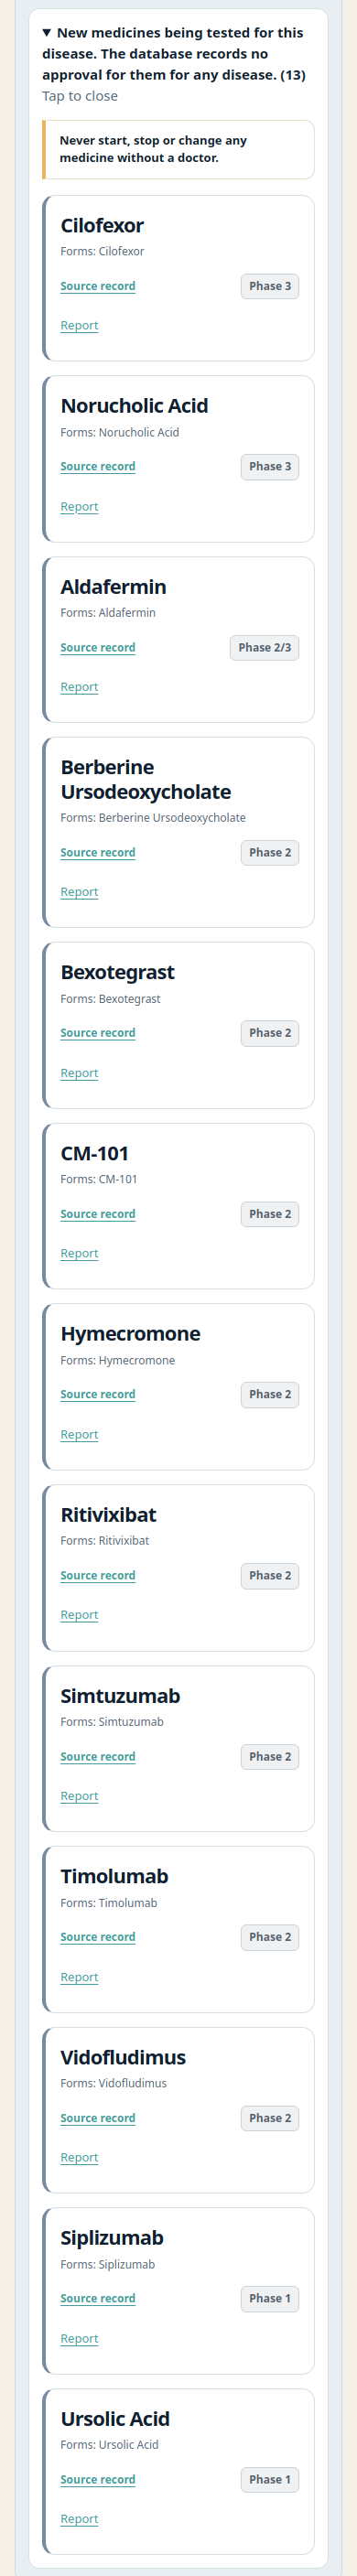 ▼ New medicines being tested for this
disease. The database records no
approval for them for any disease. (13)
Tap to close
Never start, stop or change any
medicine without a doctor.
Cilofexor
Forms: Cilofexor
Source record Phase 3
Report
Norucholic Acid
Forms: Norucholic Acid
Source record Phase 3
Report
Aldafermin
Forms: Aldafermin
Source record Phase 2/3
Report
Berberine
Ursodeoxycholate
Forms: Berberine Ursodeoxycholate
Source record Phase 2
Report
Bexotegrast
Forms: Bexotegrast
Source record Phase 2
Report
CM-101
Forms: CM-101
Source record Phase 2
Report
Hymecromone
Forms: Hymecromone
Source record Phase 2
Report
Ritivixibat
Forms: Ritivixibat
Source record Phase 2
Report
Simtuzumab
Forms: Simtuzumab
Source record Phase 2
Report
Timolumab
Forms: Timolumab
Source record Phase 2
Report
Vidofludimus
Forms: Vidofludimus
Source record Phase 2
Report
Siplizumab
Forms: Siplizumab
Source record Phase 1
Report
Ursolic Acid
Forms: Ursolic Acid
Source record Phase 1
Report